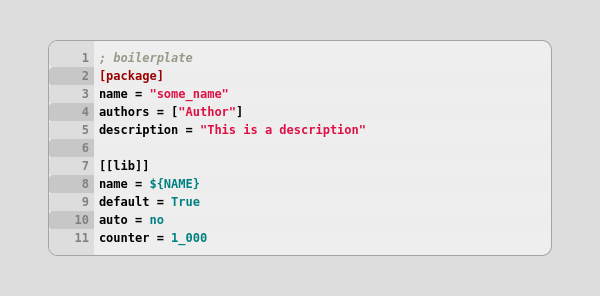 1 ; boilerplate
2 [package]
3 name = "some_name"
4 authors = ["Author"]
5 description = "This is a description"
6
7 [[lib]]
8 name = ${NAME}
9 default = True
10 auto = no
11 counter = 1_000